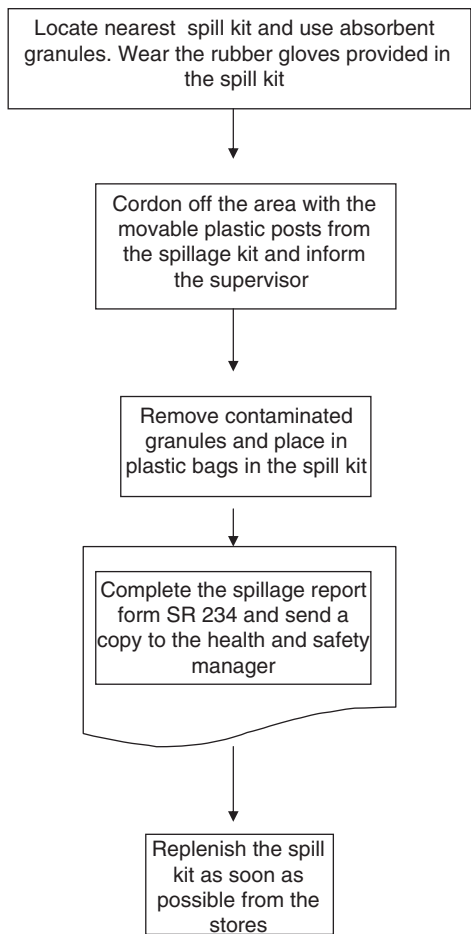 Locate nearest spill kit and use absorbent
granules. Wear the rubber gloves provided in
the spill kit
Cordon off the area with the
movable plastic posts from
the spillage kit and inform
the supervisor
Remove contaminated
granules and place in
plastic bags in the spill kit
Complete the spillage report
form SR 234 and send a
copy to the health and safety
manager
Replenish the spill
kit as soon as
possible from the
stores